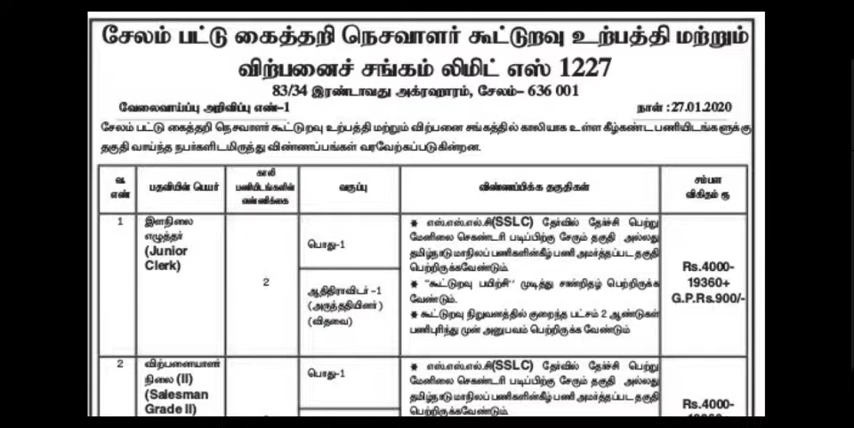 சேலம் பட்டு கைத்தறி நெசவாளர் கூட்டுறவு உற்பத்தி மற்றும்
விற்பனைச் சங்கம் லிமிட் எஸ் 1227
83/34 இரண்டாவது அக்ரஹாரம், சேலம்- 636 001
வேலைவாய்ப்பு அறிவிப்பு எண்-1
நாள் : 27.01.2020
சேலம் பட்டு கைத்தறி நெசவாளர் கூட்டுறவு உற்பத்தி மற்றும் விற்பனை சங்கத்தில் காலியாக உள்ள கீழ்கண்ட பணியிடங்களுக்கு
தகுதி வாய்ந்த நபர்களிடமிருந்து விண்ணப்பங்கள் வரவேற்கப்படுகின்றன.
வ.
எண்
பதவியின் பெயர்
காலி
பணியிடங்களின்
எண்ணிக்கை
வகுப்பு
விண்ணப்பிக்க தகுதிகள்
சம்பள
விகிதம் ரூ
1
இளநிலை
எழுத்தர்
(Junior
Clerk)
2
பொது-1
ஆதிதிராவிடர் -1
(அருந்ததியினர்)
(விதவை)
* எஸ்.எஸ்.எல்.சி(SSLC) தேர்வில் தேர்ச்சி பெற்று
மேனிலை செகண்டரி படிப்பிற்கு சேரும் தகுதி அல்லது
தமிழ்நாடு மாநிலப் பணிகளின்கீழ் பணி அமர்த்தப்பட தகுதி
பெற்றிருக்கவேண்டும்.
* "கூட்டுறவு பயிற்சி" முடித்து சான்றிதழ் பெற்றிருக்க
வேண்டும்.
* கூட்டுறவு நிறுவனத்தில் குறைந்த பட்சம் 2 ஆண்டுகள்
பணிபுரிந்து முன் அனுபவம் பெற்றிருக்க வேண்டும்
Rs.4000-
19360+
G.P.Rs.900/-
2
விற்பனையாளர்
நிலை (II)
(Salesman
Grade II)
பொது-1
* எஸ்.எஸ்.எல்.சி(SSLC) தேர்வில் தேர்ச்சி பெற்று
மேனிலை செகண்டரி படிப்பிற்கு சேரும் தகுதி அல்லது
தமிழ்நாடு மாநிலப் பணிகளின்கீழ் பணி அமர்த்தப்பட தகுதி
பெற்றிருக்கவேண்டும்.
Rs.4000-